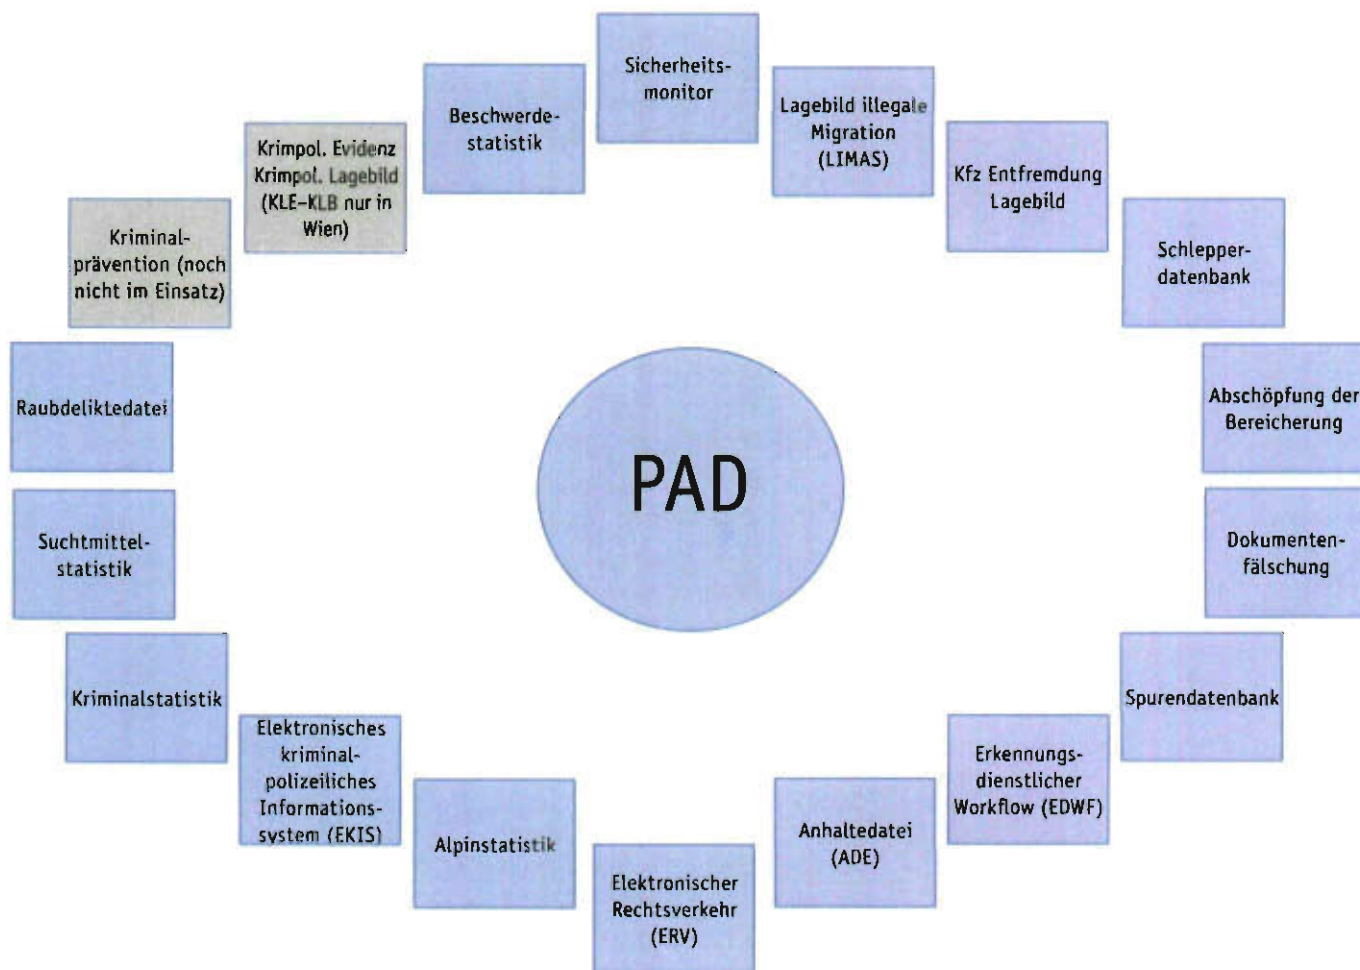 Sicherheits-
monitor
Beschwerde-
statistik
Lagebild illegale
Migration
(LIMAS)
Krimpol. Evidenz
Krimpol. Lagebild
(KLE–KLB nur in
Wien)
Kfz Entfremdung
Lagebild
Kriminal-
prävention (noch
nicht im Einsatz)
Schlepper-
datenbank
Raubdeliktedatei
Abschöpfung der
Bereicherung
PAD
Suchtmittel-
statistik
Dokumenten-
fälschung
Kriminalstatistik
Spurendatenbank
Elektronisches
kriminal-
polizeiliches
Informations-
system (EKIS)
Erkennungs-
dienstlicher
Workflow (EDWF)
Alpinstatistik
Anhaltedatei
(ADE)
Elektronischer
Rechtsverkehr
(ERV)